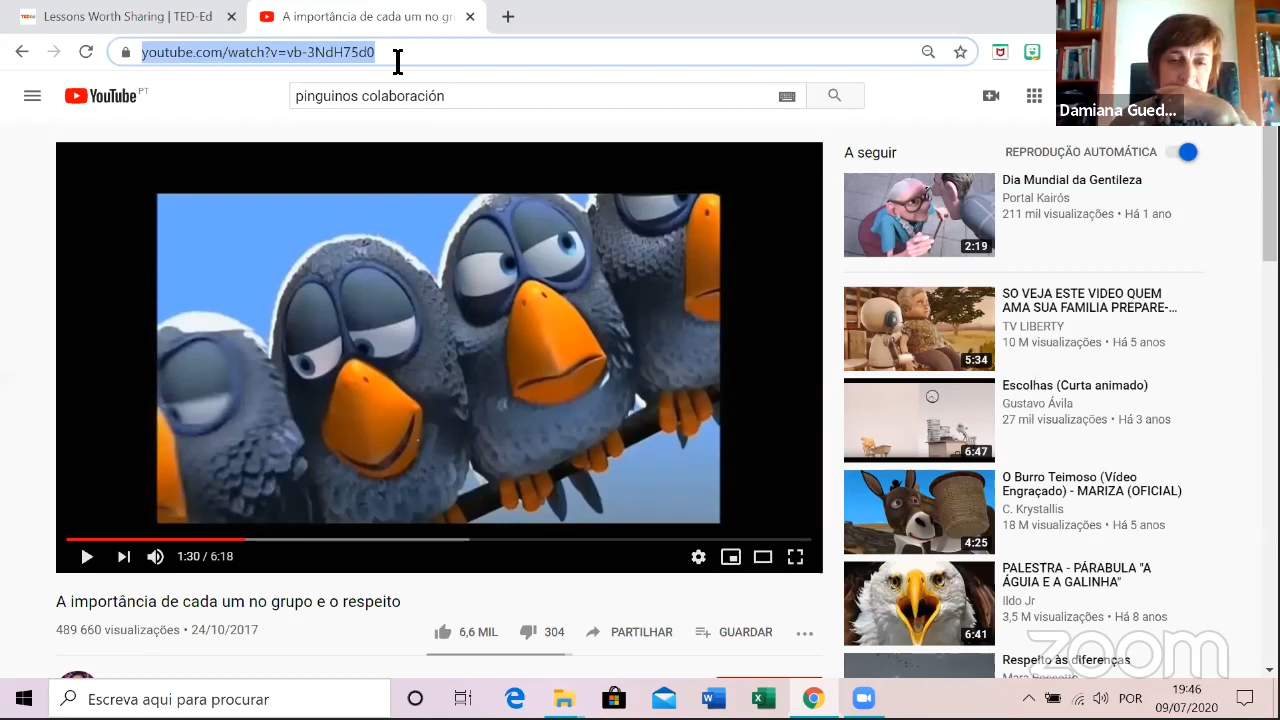 Lessons Worth Sharing | TED-Ed
A importância de cada um no gr
youtube.com/watch?v=vb-3NdH75d0
YouTube PT
pinguinos colaboración
Damiana Gued...
A seguir
REPRODUÇÃO AUTOMÁTICA
Dia Mundial da Gentileza
Portal Kairós
211 mil visualizações • Há 1 ano
2:19
SO VEJA ESTE VIDEO QUEM
AMA SUA FAMILIA PREPARE-...
TV LIBERTY
10 M visualizações • Há 5 anos
5:34
Escolhas (Curta animado)
Gustavo Ávila
27 mil visualizações • Há 3 anos
6:47
O Burro Teimoso (Vídeo
Engraçado) - MARIZA (OFICIAL)
C. Krystallis
18 M visualizações • Há 5 anos
4:25
PALESTRA - PÁRABULA "A
ÁGUIA E A GALINHA"
Ildo Jr
3,5 M visualizações • Há 8 anos
6:41
Respeito às diferenças
1:30 / 6:18
A importância de cada um no grupo e o respeito
489 660 visualizações • 24/10/2017
6,6 MIL
304
PARTILHAR
GUARDAR
zoom
Escreva aqui para procurar
POR
19:46
09/07/2020